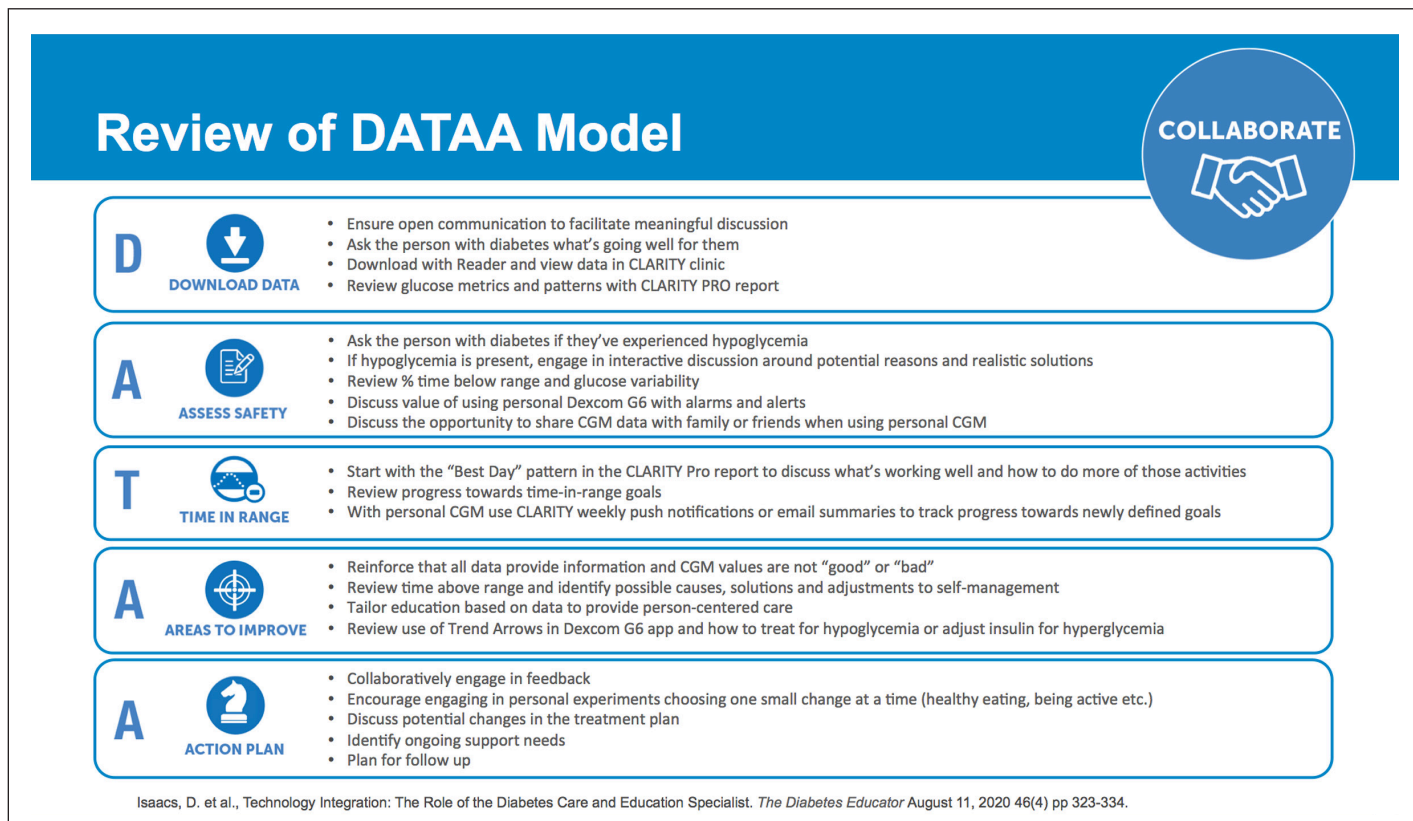 Review of DATAA Model
COLLABORATE
D
DOWNLOAD DATA
• Ensure open communication to facilitate meaningful discussion
• Ask the person with diabetes what's going well for them
• Download with Reader and view data in CLARITY clinic
• Review glucose metrics and patterns with CLARITY PRO report
A
ASSESS SAFETY
• Ask the person with diabetes if they've experienced hypoglycemia
• If hypoglycemia is present, engage in interactive discussion around potential reasons and realistic solutions
• Review % time below range and glucose variability
• Discuss value of using personal Dexcom G6 with alarms and alerts
• Discuss the opportunity to share CGM data with family or friends when using personal CGM
T
TIME IN RANGE
• Start with the “Best Day” pattern in the CLARITY Pro report to discuss what's working well and how to do more of those activities
• Review progress towards time-in-range goals
• With personal CGM use CLARITY weekly push notifications or email summaries to track progress towards newly defined goals
A
AREAS TO IMPROVE
• Reinforce that all data provide information and CGM values are not “good” or “bad”
• Review time above range and identify possible causes, solutions and adjustments to self-management
• Tailor education based on data to provide person-centered care
• Review use of Trend Arrows in Dexcom G6 app and how to treat for hypoglycemia or adjust insulin for hyperglycemia
A
ACTION PLAN
• Collaboratively engage in feedback
• Encourage engaging in personal experiments choosing one small change at a time (healthy eating, being active etc.)
• Discuss potential changes in the treatment plan
• Identify ongoing support needs
• Plan for follow up
Isaacs, D. et al., Technology Integration: The Role of the Diabetes Care and Education Specialist. The Diabetes Educator August 11, 2020 46(4) pp 323-334.